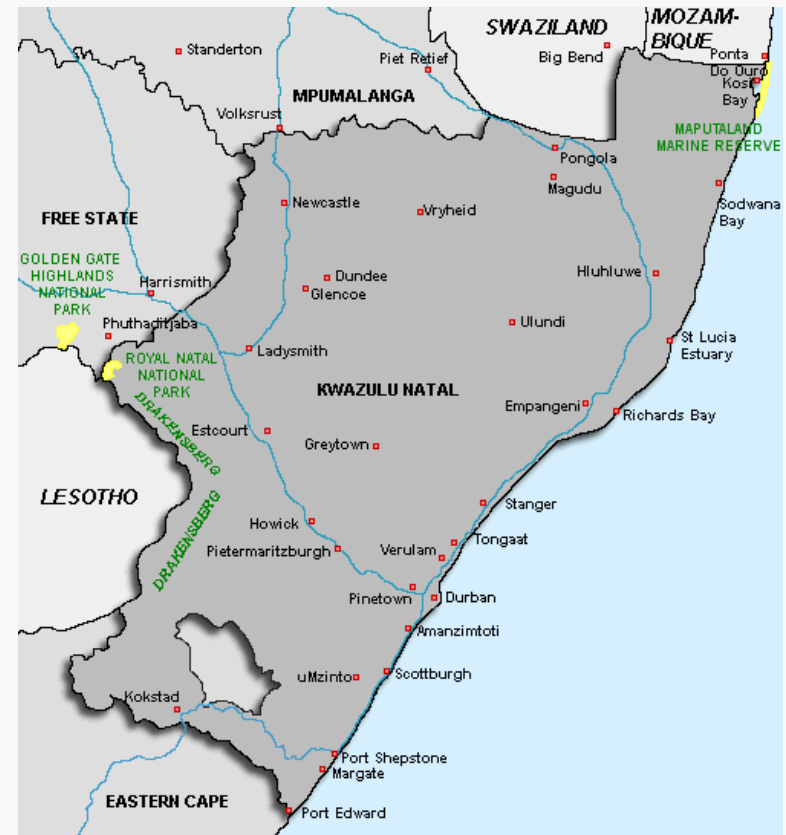 SWAZILAND
MOZAM-
BIQUE
Standerton
Piet Retief
Big Bend
Ponta
Do Ouro
Kosi
Bay
MPUMALANGA
Volksrust
MAPUTALAND
MARINE RESERVE
Pongola
Magudu
Sodwana
Bay
Newcastle
Vryheid
FREE STATE
GOLDEN GATE
HIGHLANDS
NATIONAL
PARK
Harrismith
Dundee
Glencoe
Hluhluwe
Phuthaditjaba
Ulundi
St Lucia
Estuary
Ladysmith
ROYAL NATAL
NATIONAL
PARK
KWAZULU NATAL
DRAKENSBERG
Empangeni
Richards Bay
Estcourt
Greytown
LESOTHO
DRAKENSBERG
Stanger
Howick
Tongaat
Pietermaritzburgh
Verulam
Pinetown
Durban
Amanzimtoti
uMzinto
Scottburgh
Kokstad
Port Shepstone
Margate
EASTERN CAPE
Port Edward